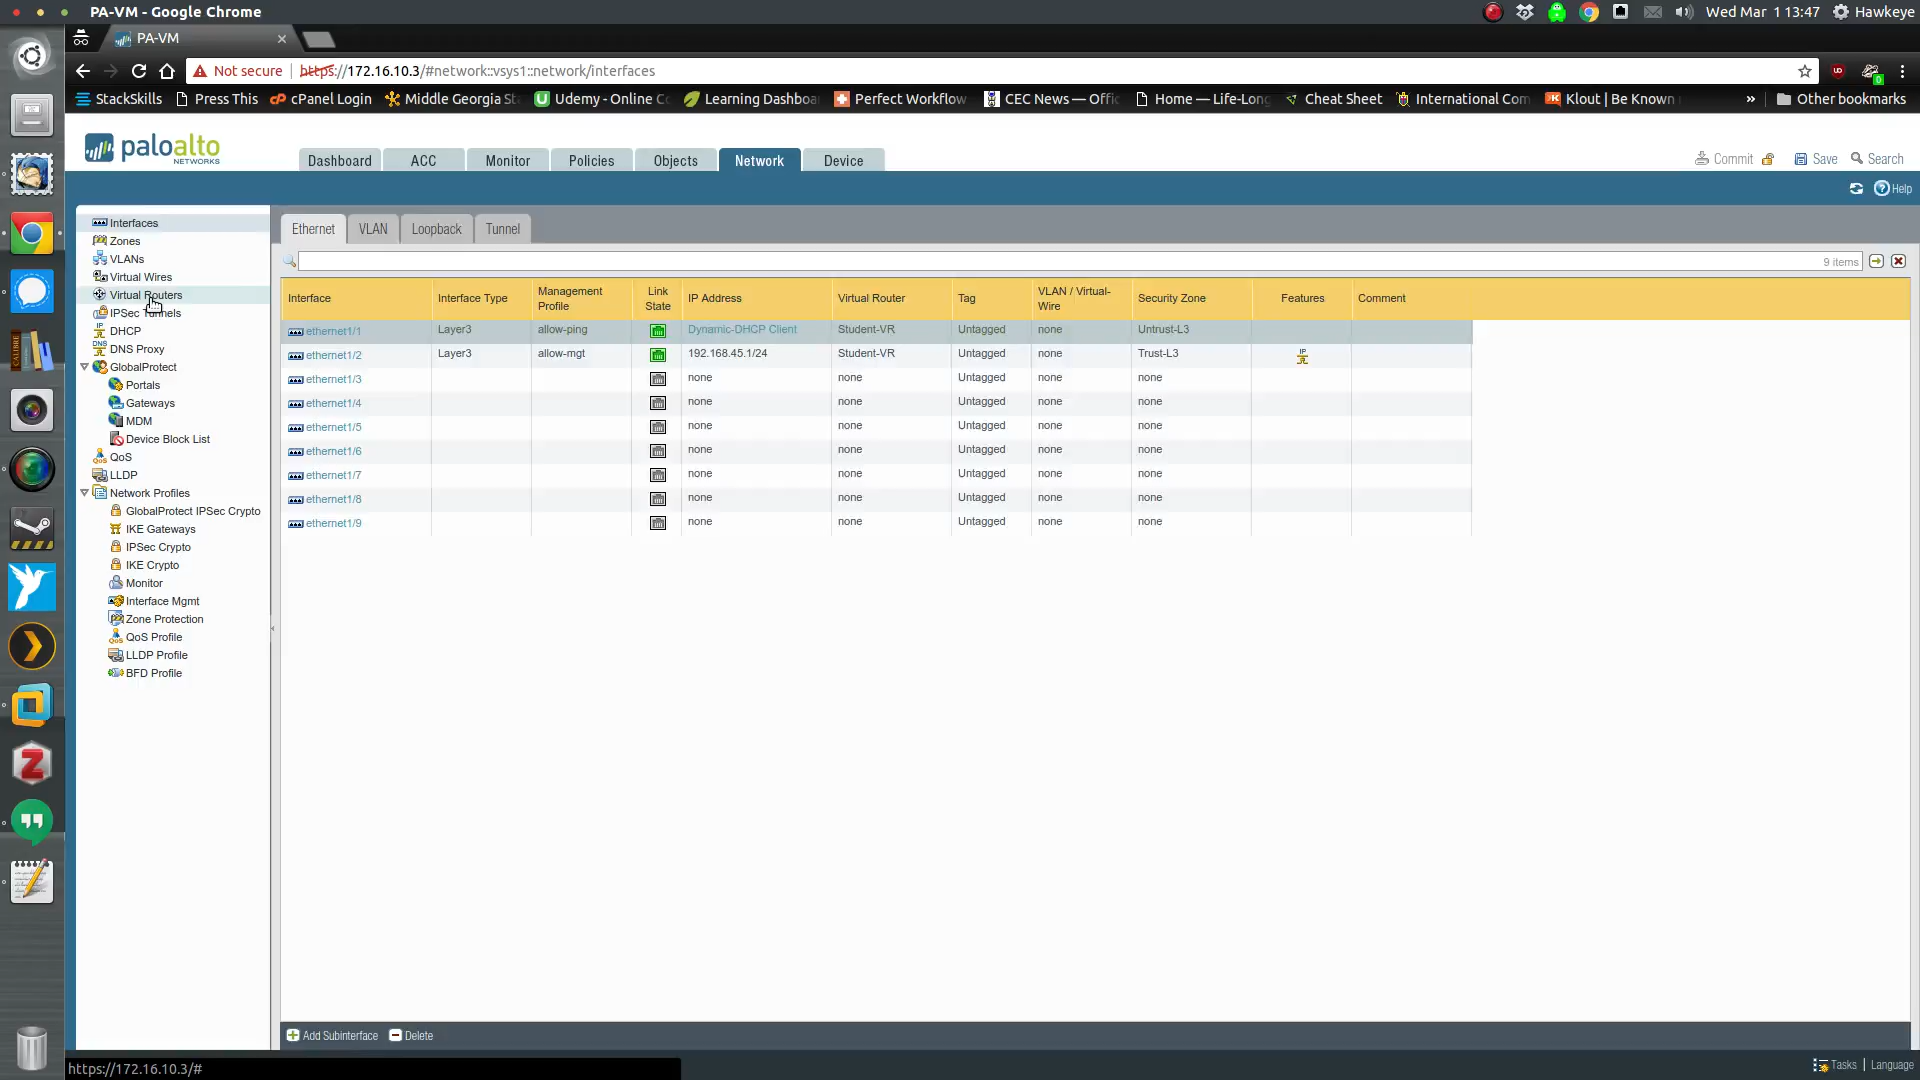 PA-VM - Google Chrome
Wed Mar 1 13:47
Hawkeye
PA-VM
Not secure
https://172.16.10.3/#network::vsys1::network/interfaces
StackSkills
Press This
cPanel Login
Middle Georgia St
Udemy - Online Co
Learning Dashboa
Perfect Workflow
CEC News — Offic
Home — Life-Long
Cheat Sheet
International Com
Klout | Be Known
»
Other bookmarks
paloalto
NETWORKS
Dashboard
ACC
Monitor
Policies
Objects
Network
Device
Commit
Save
Search
Help
Interfaces
Zones
VLANs
Virtual Wires
Virtual Routers
IPSec Tunnels
DHCP
DNS Proxy
GlobalProtect
Portals
Gateways
MDM
Device Block List
QoS
LLDP
Network Profiles
GlobalProtect IPSec Crypto
IKE Gateways
IPSec Crypto
IKE Crypto
Monitor
Interface Mgmt
Zone Protection
QoS Profile
LLDP Profile
BFD Profile
Ethernet
VLAN
Loopback
Tunnel
9 items
Interface
Interface Type
Management Profile
Link State
IP Address
Virtual Router
Tag
VLAN / Virtual-Wire
Security Zone
Features
Comment
ethernet1/1 Layer3 allow-ping Dynamic-DHCP Client Student-VR Untagged none Untrust-L3
ethernet1/2 Layer3 allow-mgt 192.168.45.1/24 Student-VR Untagged none Trust-L3
ethernet1/3 none none Untagged none none
ethernet1/4 none none Untagged none none
ethernet1/5 none none Untagged none none
ethernet1/6 none none Untagged none none
ethernet1/7 none none Untagged none none
ethernet1/8 none none Untagged none none
ethernet1/9 none none Untagged none none
Add Subinterface
Delete
https://172.16.10.3/#
Tasks | Language